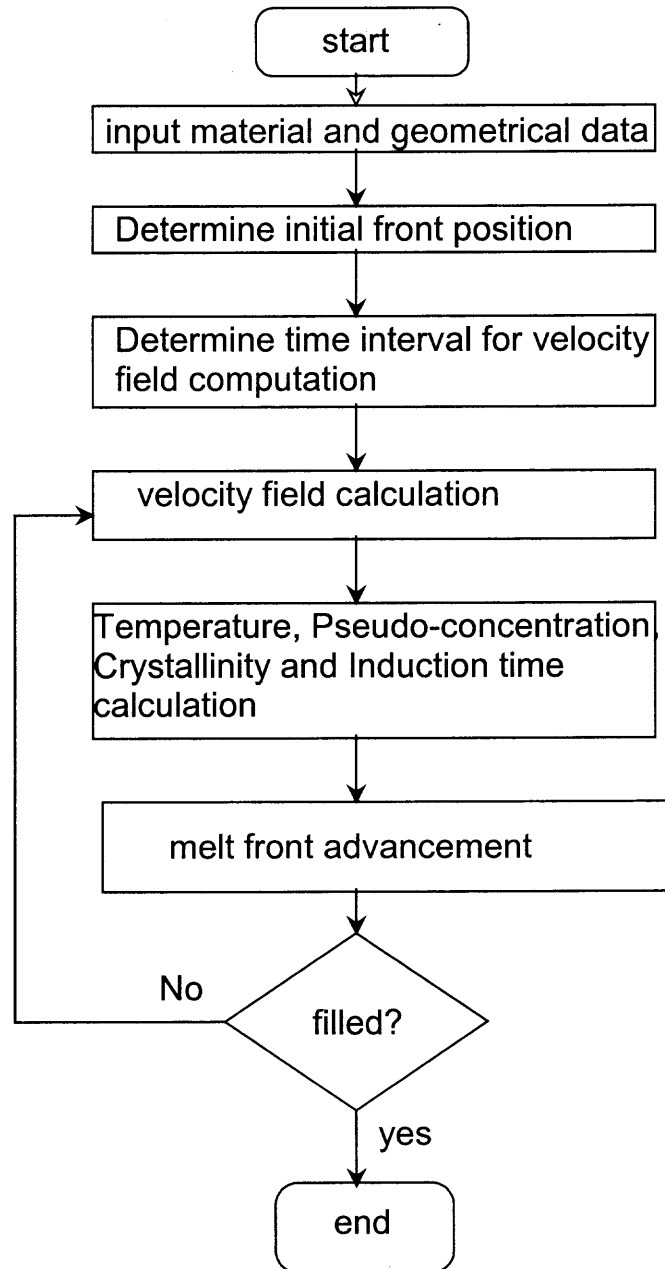 start
input material and geometrical data
Determine initial front position
Determine time interval for velocity
field computation
velocity field calculation
Temperature, Pseudo-concentration,
Crystallinity and Induction time
calculation
melt front advancement
No
filled?
yes
end